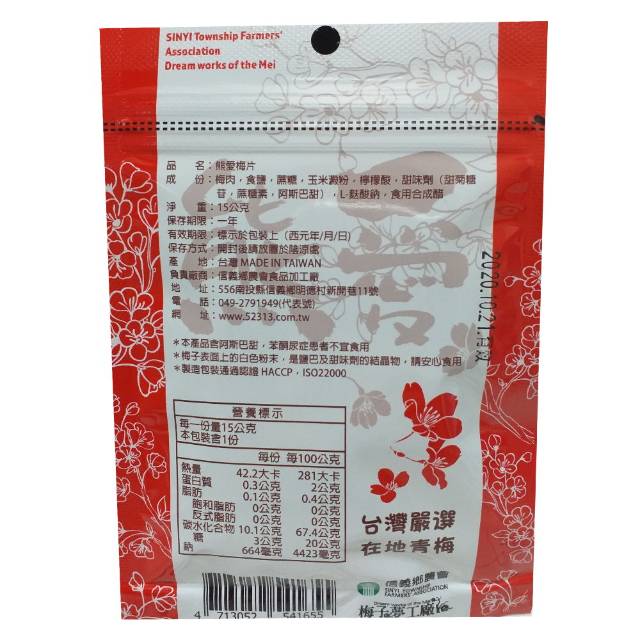 SINYI Township Farmers'
Association
Dream works of the Mei
品　名：熊愛梅片
成　份：梅肉，食鹽，蔗糖，玉米澱粉，檸檬酸，甜味劑（甜菊糖
苷，蔗糖素，阿斯巴甜），L-麩酸鈉，食用合成醋
淨　重：15公克
保存期限：一年
有效期限：標示於包裝上（西元年/月/日）
保存方式：開封後請放置於陰涼處
產　地：台灣 MADE IN TAIWAN
負責廠商：信義鄉農會食品加工廠
地　址：556南投縣信義鄉明德村新開巷11號
電　話：049-2791949(代表號)
網　址：www.52313.com.tw
*本產品含阿斯巴甜，苯酮尿症患者不宜食用
*梅子表面上的白色粉末，是鹽巴及甜味劑的結晶物，請安心食用
*製造包裝通過認證 HACCP，ISO22000
2020.10.21.有效
營養標示
每一份量15公克
本包裝含1份
每份 每100公克
熱量 42.2大卡 281大卡
蛋白質 0.3公克 2公克
脂肪 0.1公克 0.4公克
飽和脂肪 0公克 0公克
反式脂肪 0公克 0公克
碳水化合物 10.1公克 67.4公克
糖 3公克 20公克
鈉 664毫克 4423毫克
台灣嚴選
在地青梅
信義鄉農會
SINYI TOWNSHIP
FARMERS' ASSOCIATION
梅子夢工廠
4 713052 541655